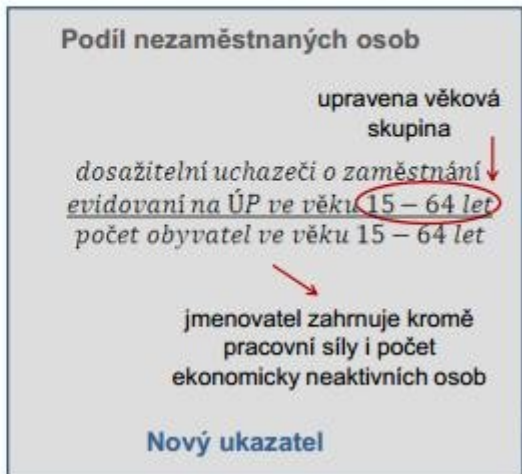 Podíl nezaměstnaných osob
upravena věková
skupina
dosažitelní uchazeči o zaměstnání
evidovaní na ÚP ve věku 15 – 64 let
počet obyvatel ve věku 15 – 64 let
jmenovatel zahrnuje kromě
pracovní síly i počet
ekonomicky neaktivních osob
Nový ukazatel